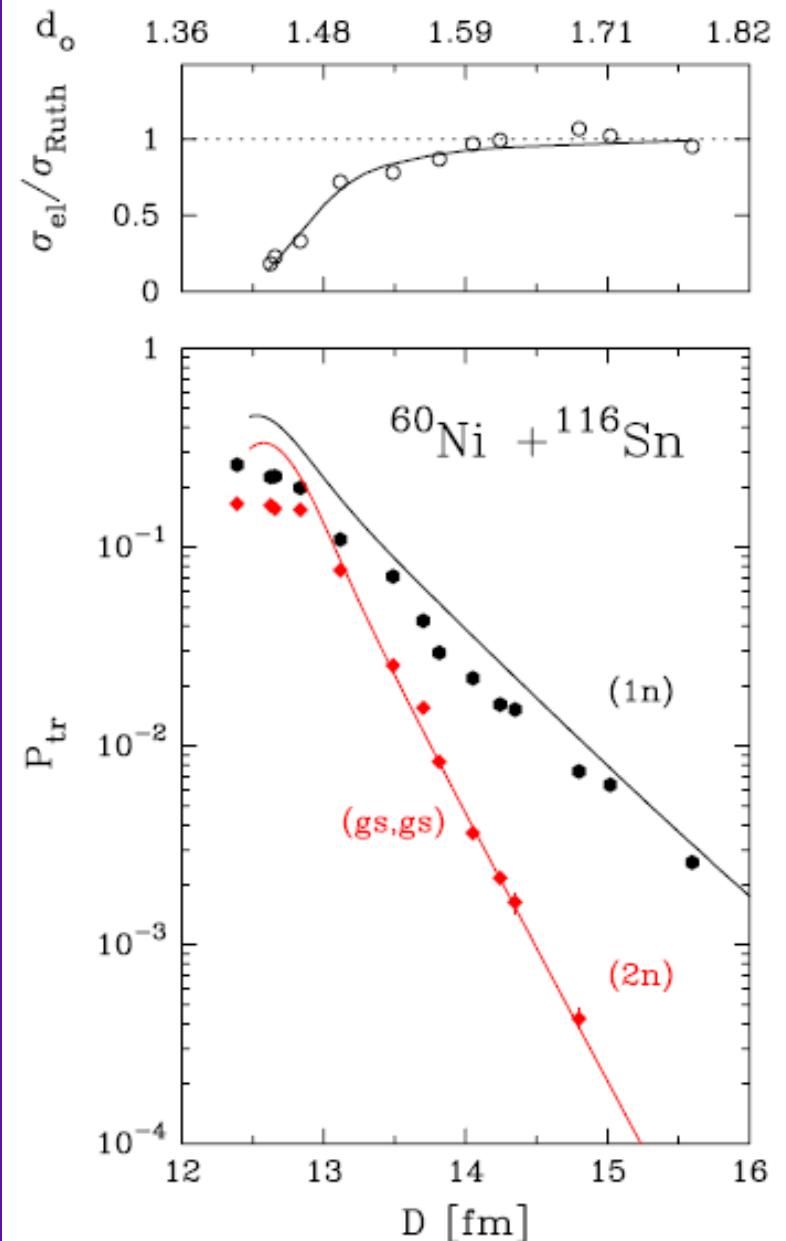 d₀ 1.36 1.48 1.59 1.71 1.82
σ_el/σ_Ruth
1
0.5
0
1
⁶⁰Ni + ¹¹⁶Sn
10⁻¹
(1n)
10⁻²
P_tr
(gs,gs)
10⁻³
(2n)
10⁻⁴
12 13 14 15 16
D [fm]